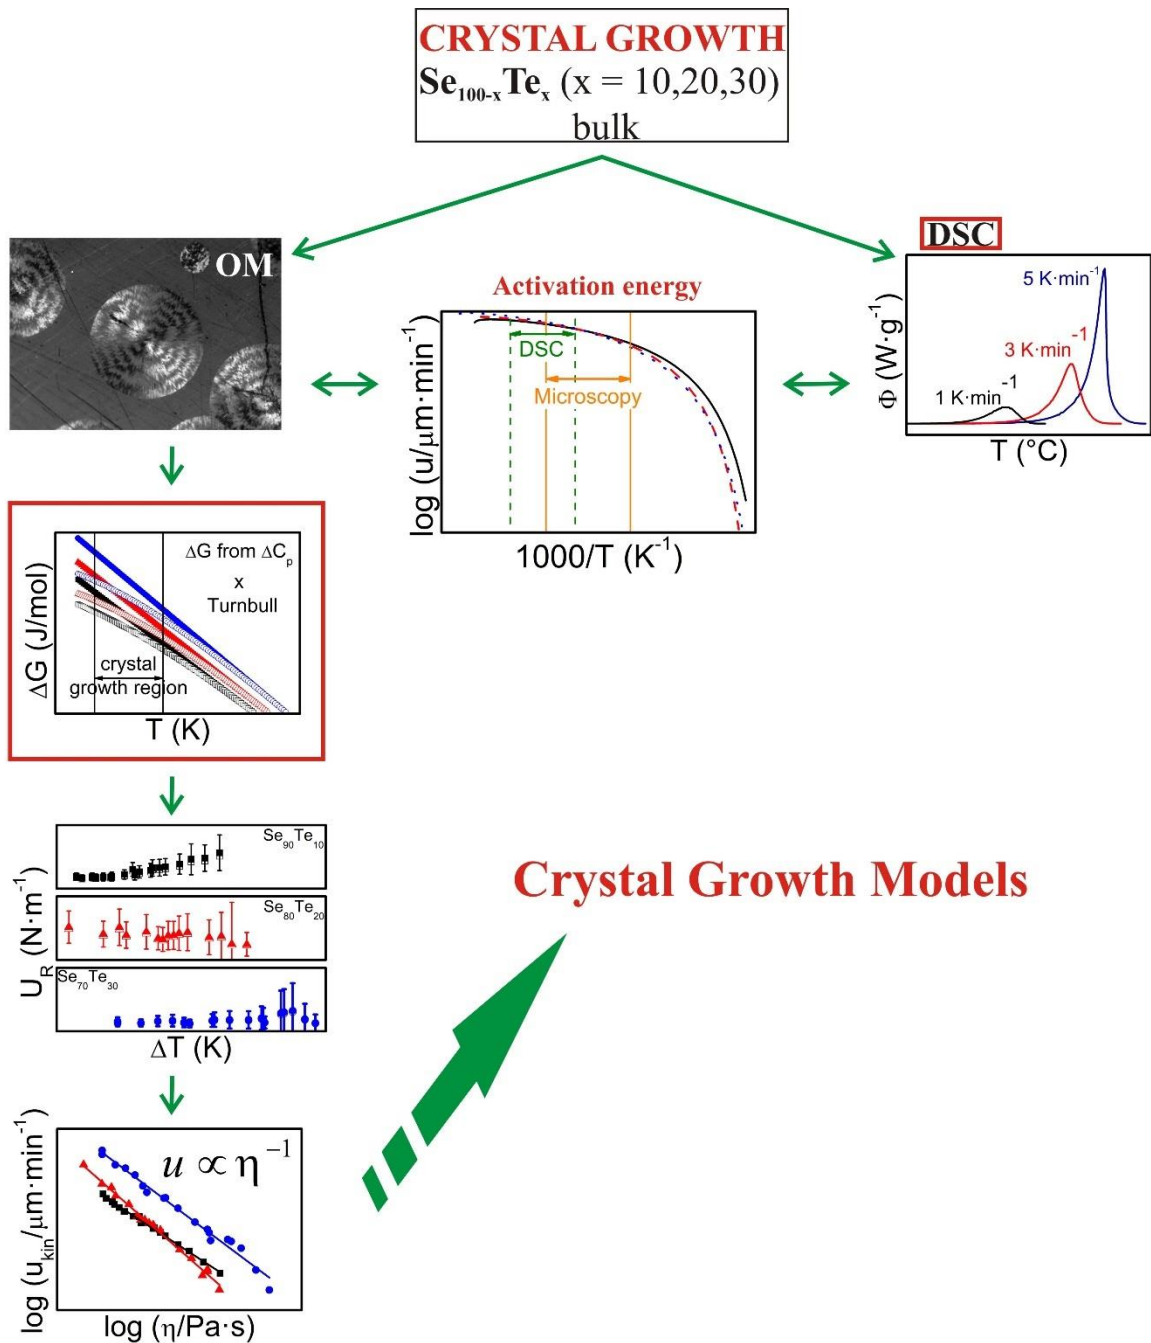 CRYSTAL GROWTH
Se₁₀₀₋ₓTeₓ (x = 10,20,30)
bulk
OM
Activation energy
log (u/μm·min⁻¹)
DSC
Microscopy
1000/T (K⁻¹)
DSC
Φ (W·g⁻¹)
5 K·min⁻¹
3 K·min⁻¹
1 K·min⁻¹
T (°C)
ΔG (J/mol)
ΔG from ΔCₚ
x
Turnbull
crystal
growth region
T (K)
U_R (N·m⁻¹)
Se₉₀Te₁₀
Se₈₀Te₂₀
Se₇₀Te₃₀
ΔT (K)
Crystal Growth Models
log (u_kin/μm·min⁻¹)
u ∝ η⁻¹
log (η/Pa·s)